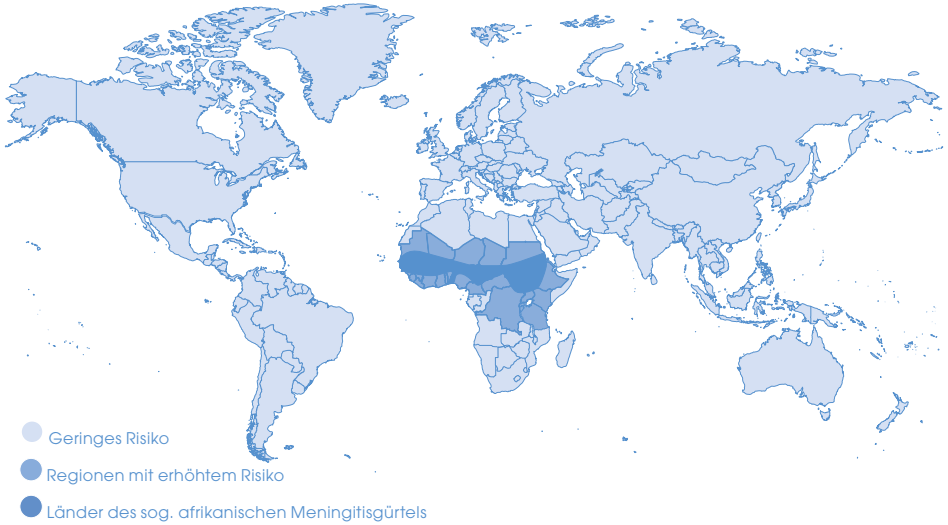 Geringes Risiko
Regionen mit erhöhtem Risiko
Länder des sog. afrikanischen Meningitisgürtels